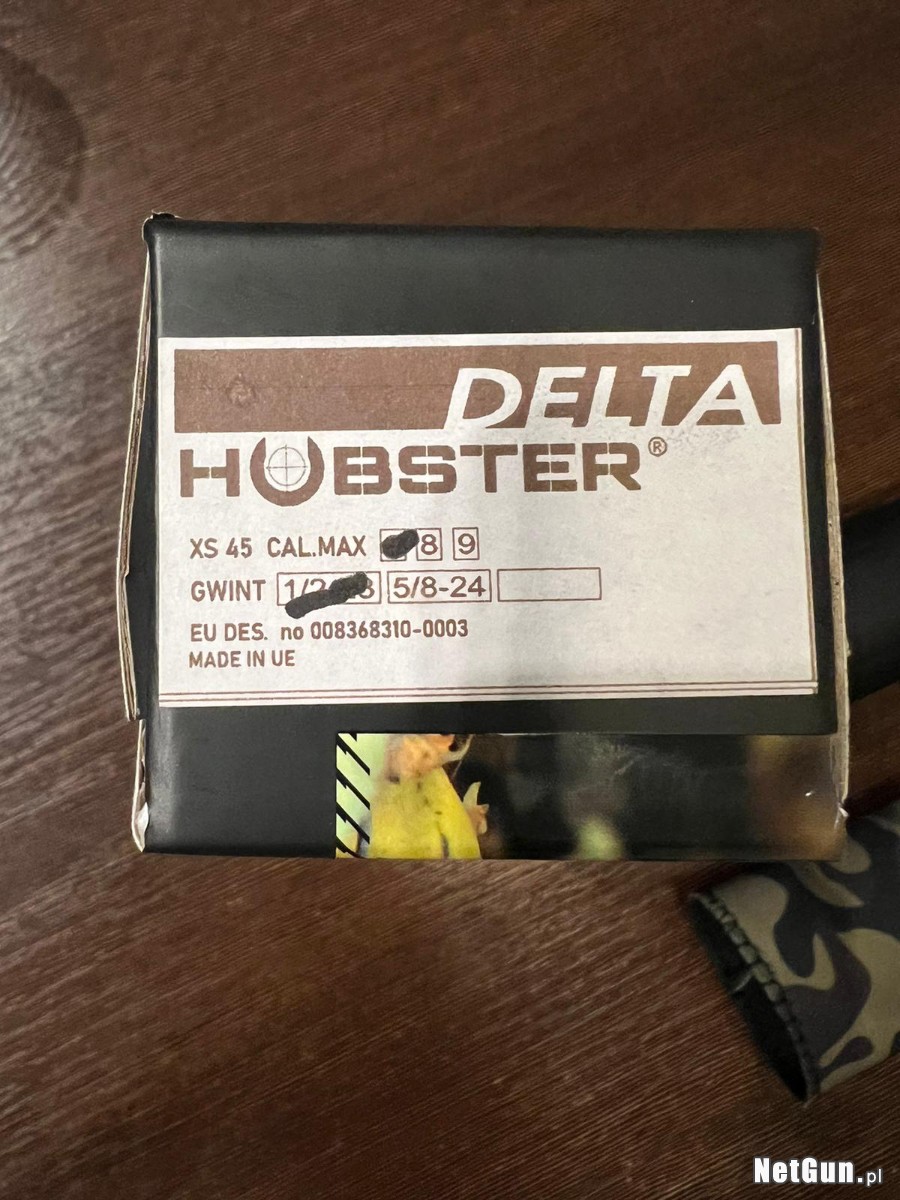 DELTA
HUBSTER®
XS 45 CAL.MAX 8 9
GWINT 5/8-24
EU DES. no 008368310-0003
MADE IN UE
NetGun.pl